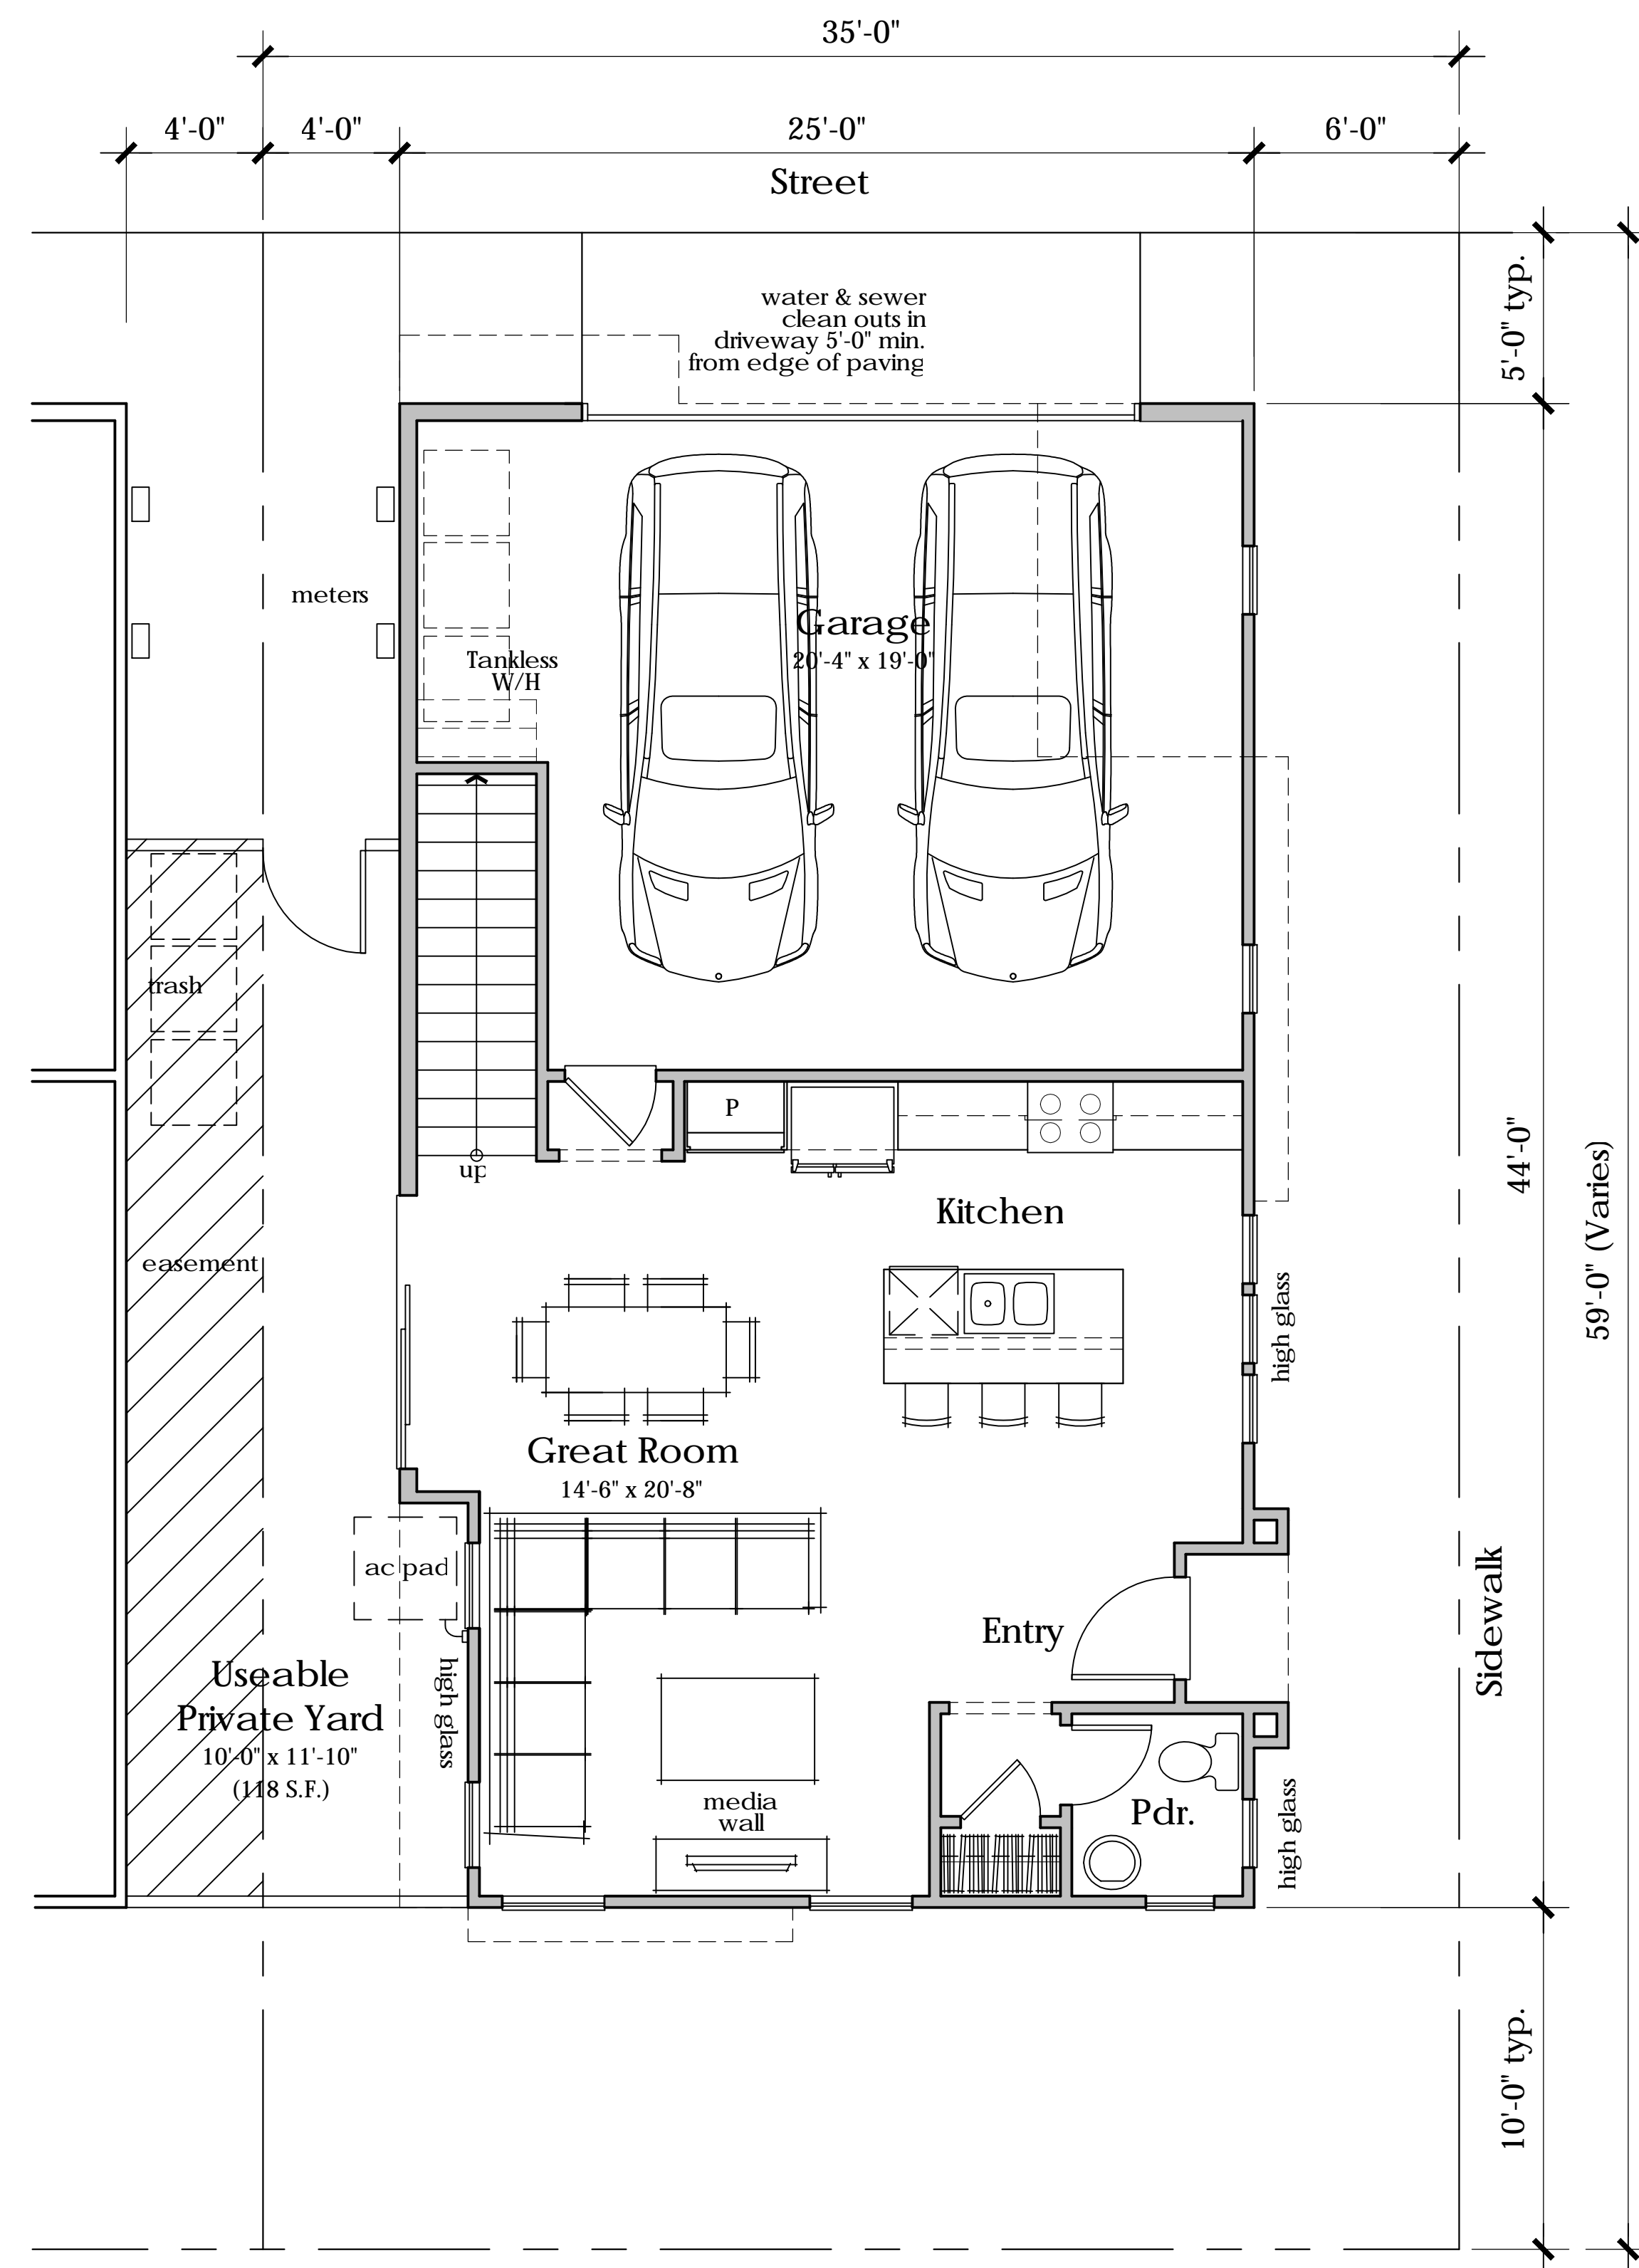 35'-0"
4'-0"
4'-0"
25'-0"
6'-0"
Street
5'-0" typ.
water & sewer
clean outs in
driveway 5'-0" min.
from edge of paving
meters
Garage
20'-4" x 19'-0"
Tankless
W/H
trash
P
up
44'-0"
59'-0" (Varies)
Kitchen
easement
high glass
Great Room
14'-6" x 20'-8"
ac pad
Entry
Sidewalk
Useable
Private Yard
10'-0" x 11'-10"
(118 S.F.)
high glass
media
wall
Pdr.
high glass
10'-0" typ.